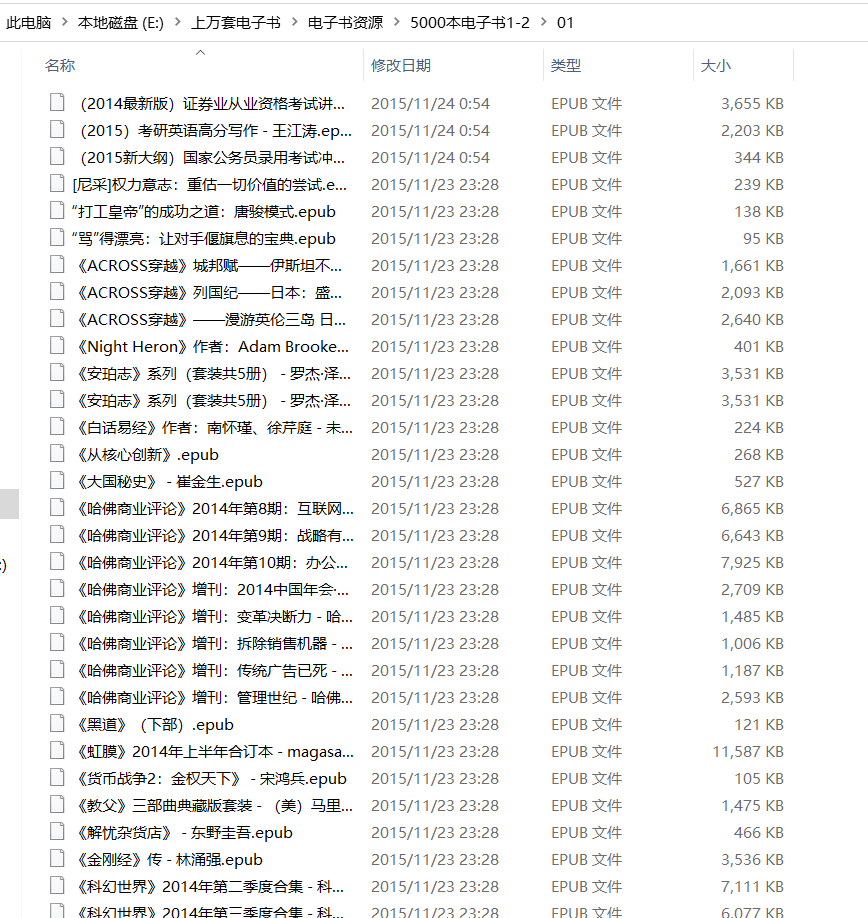 此电脑 > 本地磁盘 (E:) > 上万套电子书 > 电子书资源 > 5000本电子书1-2 > 01
名称 修改日期 类型 大小
（2014最新版）证券业从业资格考试讲... 2015/11/24 0:54 EPUB 文件 3,655 KB
（2015）考研英语高分写作 - 王江涛.ep... 2015/11/24 0:54 EPUB 文件 2,203 KB
（2015新大纲）国家公务员录用考试冲... 2015/11/24 0:54 EPUB 文件 344 KB
[尼采]权力意志：重估一切价值的尝试.e... 2015/11/23 23:28 EPUB 文件 239 KB
“打工皇帝”的成功之道：唐骏模式.epub 2015/11/23 23:28 EPUB 文件 138 KB
“骂”得漂亮：让对手偃旗息的宝典.epub 2015/11/23 23:28 EPUB 文件 95 KB
《ACROSS穿越》城邦赋——伊斯坦不... 2015/11/23 23:28 EPUB 文件 1,661 KB
《ACROSS穿越》列国纪——日本：盛... 2015/11/23 23:28 EPUB 文件 2,093 KB
《ACROSS穿越》——漫游英伦三岛 日... 2015/11/23 23:28 EPUB 文件 2,640 KB
《Night Heron》作者：Adam Brooke... 2015/11/23 23:28 EPUB 文件 401 KB
《安珀志》系列（套装共5册） - 罗杰·泽... 2015/11/23 23:28 EPUB 文件 3,531 KB
《安珀志》系列（套装共5册） - 罗杰·泽... 2015/11/23 23:28 EPUB 文件 3,531 KB
《白话易经》作者：南怀瑾、徐芹庭 - 未... 2015/11/23 23:28 EPUB 文件 224 KB
《从核心创新》.epub 2015/11/23 23:28 EPUB 文件 268 KB
《大国秘史》 - 崔金生.epub 2015/11/23 23:28 EPUB 文件 527 KB
《哈佛商业评论》2014年第8期：互联网... 2015/11/23 23:28 EPUB 文件 6,865 KB
《哈佛商业评论》2014年第9期：战略有... 2015/11/23 23:28 EPUB 文件 6,643 KB
《哈佛商业评论》2014年第10期：办公... 2015/11/23 23:28 EPUB 文件 7,925 KB
《哈佛商业评论》增刊：2014中国年会·... 2015/11/23 23:28 EPUB 文件 2,709 KB
《哈佛商业评论》增刊：变革决断力 - 哈... 2015/11/23 23:28 EPUB 文件 1,485 KB
《哈佛商业评论》增刊：拆除销售机器 - ... 2015/11/23 23:28 EPUB 文件 1,006 KB
《哈佛商业评论》增刊：传统广告已死 - ... 2015/11/23 23:28 EPUB 文件 1,187 KB
《哈佛商业评论》增刊：管理世纪 - 哈佛... 2015/11/23 23:28 EPUB 文件 2,593 KB
《黑道》（下部）.epub 2015/11/23 23:28 EPUB 文件 121 KB
《虹膜》2014年上半年合订本 - magasa... 2015/11/23 23:28 EPUB 文件 11,587 KB
《货币战争2：金权天下》 - 宋鸿兵.epub 2015/11/23 23:28 EPUB 文件 105 KB
《教父》三部曲典藏版套装 - （美）马里... 2015/11/23 23:28 EPUB 文件 1,475 KB
《解忧杂货店》 - 东野圭吾.epub 2015/11/23 23:28 EPUB 文件 466 KB
《金刚经》传 - 林涌强.epub 2015/11/23 23:28 EPUB 文件 3,536 KB
《科幻世界》2014年第二季度合集 - 科... 2015/11/23 23:28 EPUB 文件 7,111 KB
《科幻世界》2014年第三季度合集 - 科... 2015/11/23 23:28 EPUB 文件 6,077 KB